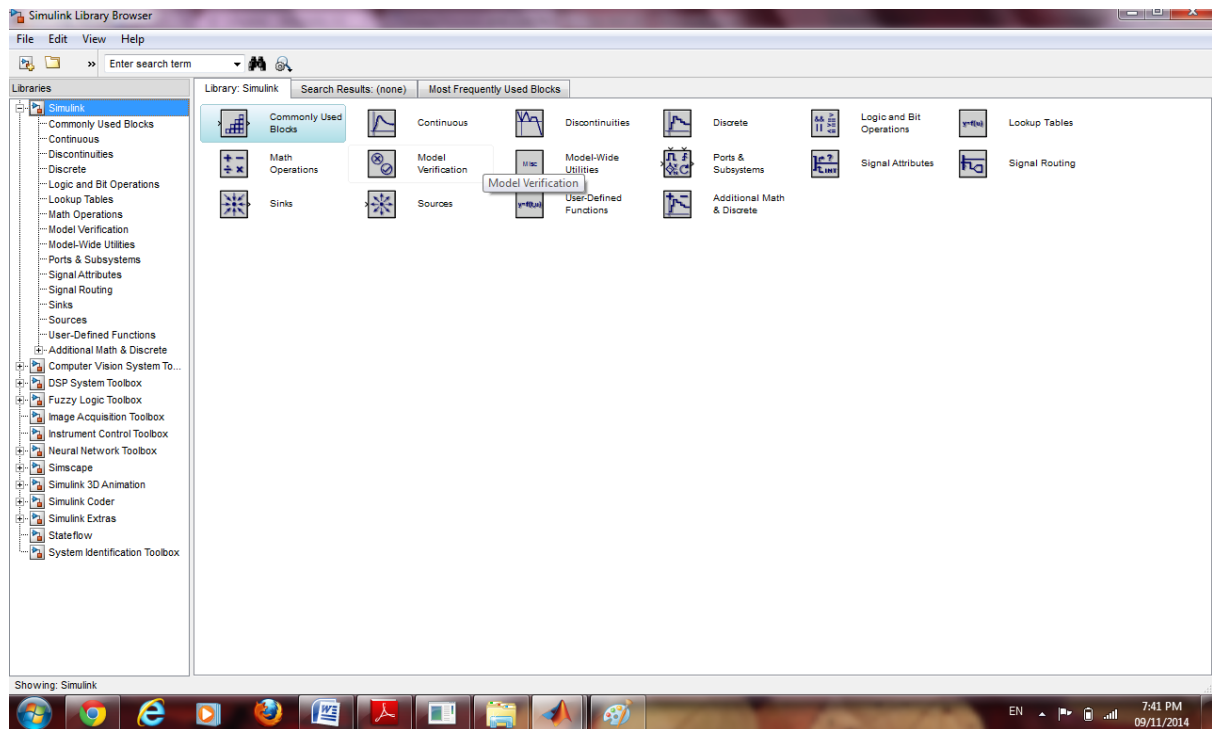 Simulink Library Browser
File Edit View Help
» Enter search term
Libraries
Library: Simulink Search Results: (none) Most Frequently Used Blocks
Simulink
Commonly Used Blocks
Continuous
Discontinuities
Discrete
Logic and Bit Operations
Lookup Tables
Math Operations
Model Verification
Model-Wide Utilities
Ports & Subsystems
Signal Attributes
Signal Routing
Sinks
Sources
User-Defined Functions
Additional Math & Discrete
Computer Vision System To...
DSP System Toolbox
Fuzzy Logic Toolbox
Image Acquisition Toolbox
Instrument Control Toolbox
Neural Network Toolbox
Simscape
Simulink 3D Animation
Simulink Coder
Simulink Extras
Stateflow
System Identification Toolbox
Commonly Used
Blocks
Continuous
Discontinuities
Discrete
Logic and Bit
Operations
y=f(u)
Lookup Tables
Math
Operations
Model
Verification
Misc
Model-Wide
Utilities
Ports &
Subsystems
Signal Attributes
Signal Routing
Model Verification
Sinks
Sources
y=f(t,u)
User-Defined
Functions
Additional Math
& Discrete
Showing: Simulink
EN
7:41 PM
09/11/2014